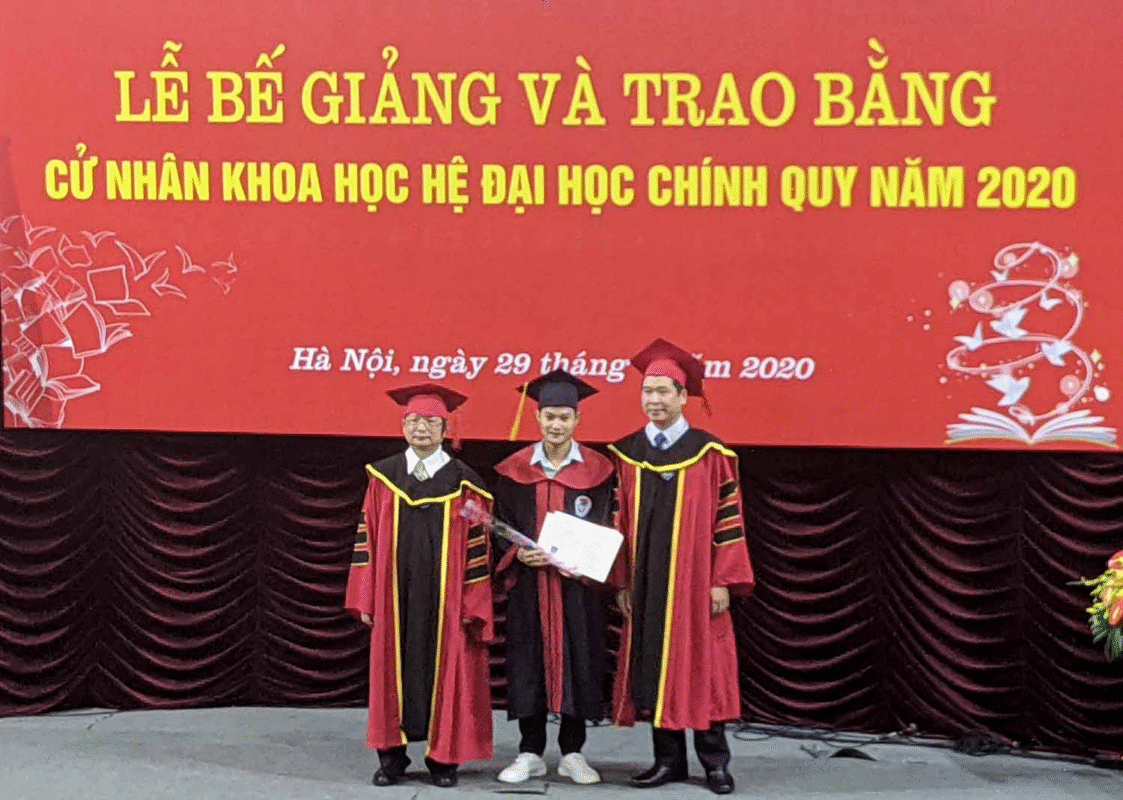 LỄ BẾ GIẢNG VÀ TRAO BẰNG
CỬ NHÂN KHOA HỌC HỆ ĐẠI HỌC CHÍNH QUY NĂM 2020
Hà Nội, ngày 29 tháng năm 2020